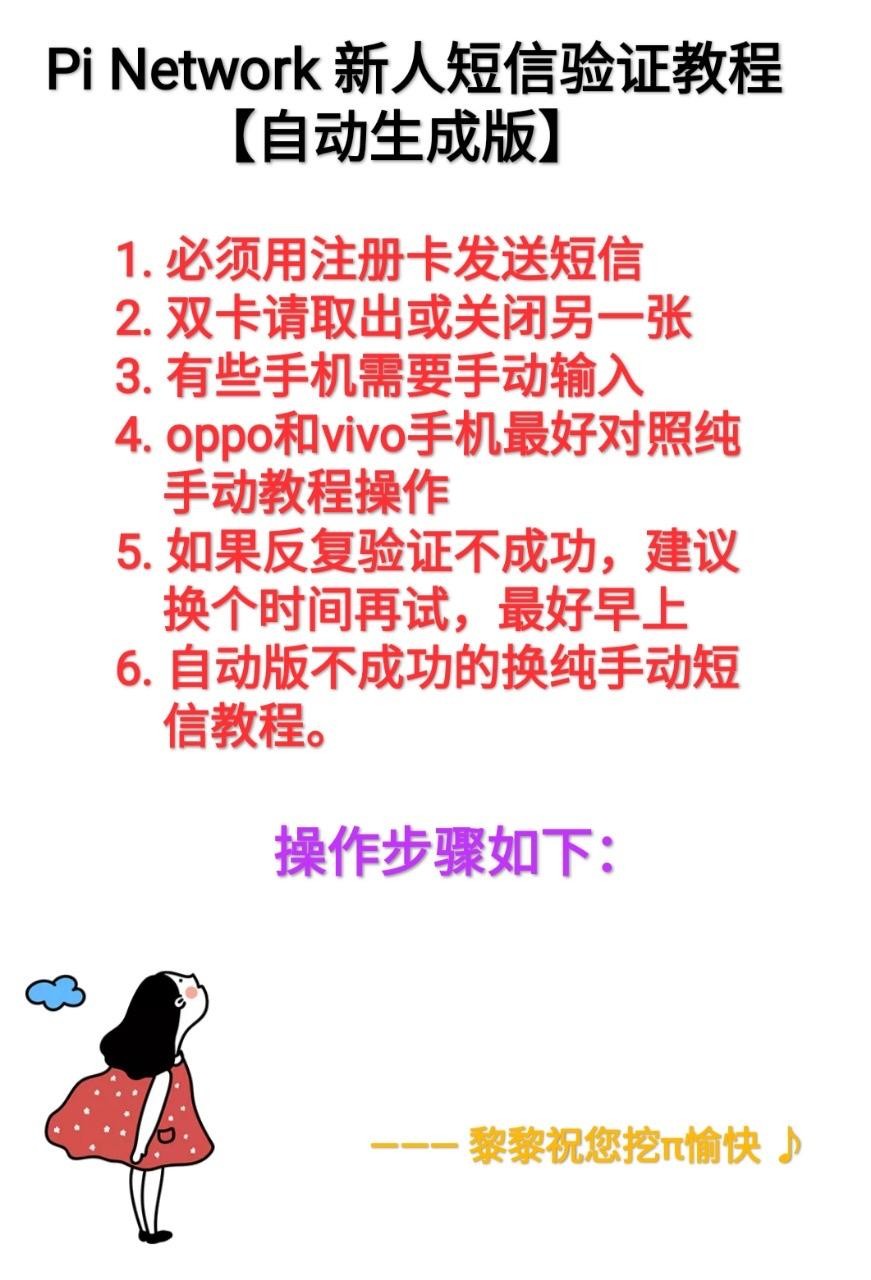 Pi Network 新人短信验证教程
【自动生成版】
1. 必须用注册卡发送短信
2. 双卡请取出或关闭另一张
3. 有些手机需要手动输入
4. oppo和vivo手机最好对照纯
手动教程操作
5. 如果反复验证不成功，建议
换个时间再试，最好早上
6. 自动版不成功的换纯手动短
信教程。
操作步骤如下：
——— 黎黎祝您挖π愉快 ♪